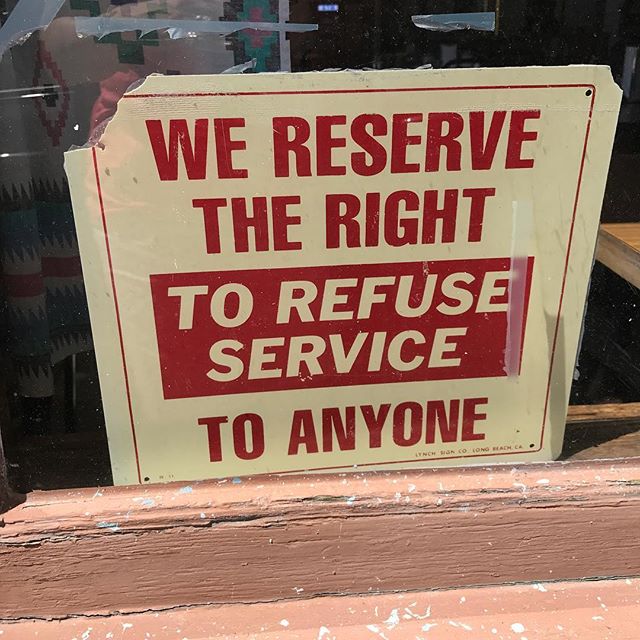 WE RESERVE
THE RIGHT
TO REFUSE
SERVICE
TO ANYONE
LYNCH SIGN CO. LONG BEACH, CA.